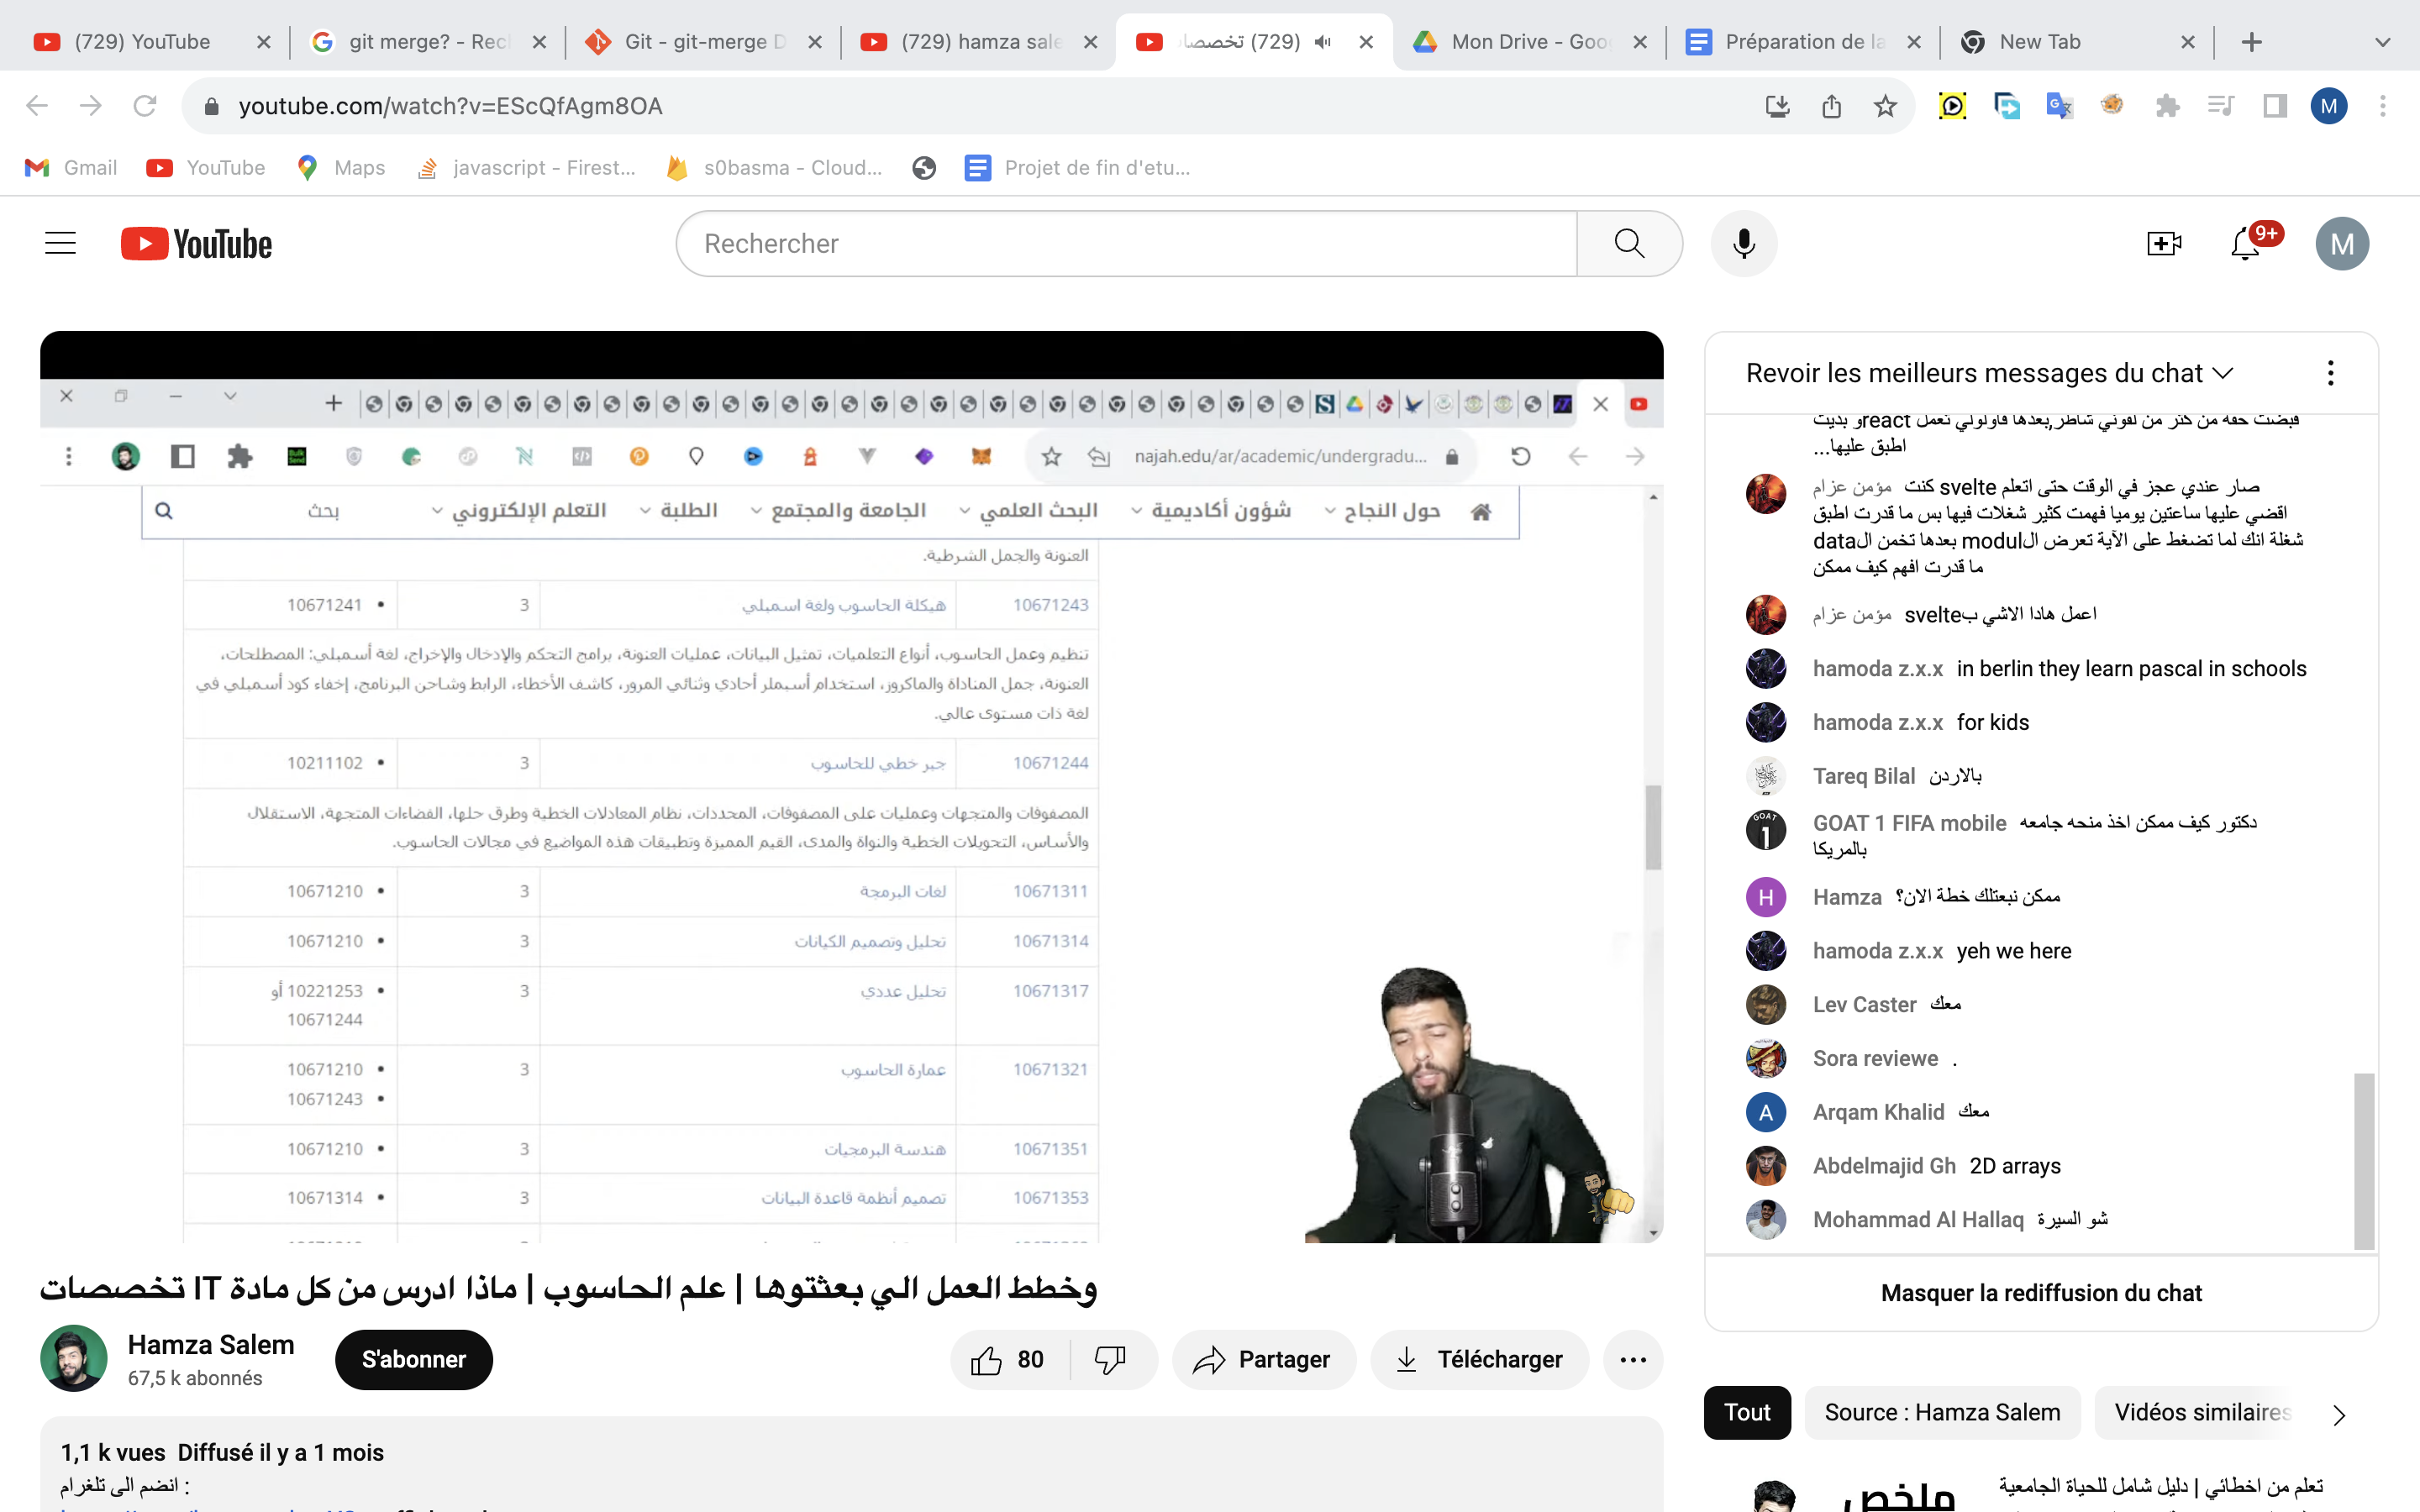 (729) YouTube
git merge? - Rec
Git - git-merge D
(729) hamza sale
(729) تخصصا
Mon Drive - Goo
Préparation de la
New Tab
youtube.com/watch?v=EScQfAgm8OA
M
Gmail
YouTube
Maps
javascript - Firest...
s0basma - Cloud...
Projet de fin d'etu...
YouTube
Rechercher
9+
M
najah.edu/ar/academic/undergradu...
حول النجاح
شؤون أكاديمية
البحث العلمي
الجامعة والمجتمع
الطلبة
التعلم الإلكتروني
بحث
العنونة والجمل الشرطية.
10671243 هيكلة الحاسوب ولغة اسمبلي 3 • 10671241
تنظيم وعمل الحاسوب، أنواع التعلميات، تمثيل البيانات، عمليات العنونة، برامج التحكم والإدخال والإخراج، لغة أسمبلي: المصطلحات،
العنونة، جمل المناداة والماكروز، استخدام أسبملر أحادي وثنائي المرور، كاشف الأخطاء، الرابط وشاحن البرنامج، إخفاء كود أسمبلي في
لغة ذات مستوى عالي.
10671244 جبر خطي للحاسوب 3 • 10211102
المصفوفات والمتجهات وعمليات على المصفوفات، المحددات، نظام المعادلات الخطية وطرق حلها، الفضاءات المتجهة، الاستقلال
والأساس، التحويلات الخطية والنواة والمدى، القيم المميزة وتطبيقات هذه المواضيع في مجالات الحاسوب.
10671311 لغات البرمجة 3 • 10671210
10671314 تحليل وتصميم الكيانات 3 • 10671210
10671317 تحليل عددي 3 • 10221253 أو
10671244
10671321 عمارة الحاسوب 3 • 10671210
• 10671243
10671351 هندسة البرمجيات 3 • 10671210
10671353 تصميم أنظمة قاعدة البيانات 3 • 10671314
وخطط العمل الي بعثتوها | علم الحاسوب | ماذا ادرس من كل مادة IT تخصصات
Hamza Salem
67,5 k abonnés
S'abonner
80
Partager
Télécharger
1,1 k vues Diffusé il y a 1 mois
انضم الى تلغرام :
Revoir les meilleurs messages du chat
اطبق عليها...
مؤمن عزام صار عندي عجز في الوقت حتى اتعلم svelte كنت
اقضي عليها ساعتين يوميا فهمت كثير شغلات فيها بس ما قدرت اطبق
شغلة انك لما تضغط على الآية تعرض الmodul بعدها تخمن الdata
ما قدرت افهم كيف ممكن
مؤمن عزام اعمل هادا الاشي بsvelte
hamoda z.x.x in berlin they learn pascal in schools
hamoda z.x.x for kids
Tareq Bilal بالاردن
GOAT 1 FIFA mobile دكتور كيف ممكن اخذ منحه جامعه
بالمريكا
H
Hamza ممكن نبعتلك خطة الان؟
hamoda z.x.x yeh we here
Lev Caster معك
Sora reviewe .
A
Arqam Khalid معك
Abdelmajid Gh 2D arrays
Mohammad Al Hallaq شو السيرة
Masquer la rediffusion du chat
Tout
Source : Hamza Salem
Vidéos similaires
تعلم من اخطائي | دليل شامل للحياة الجامعية
ملخص